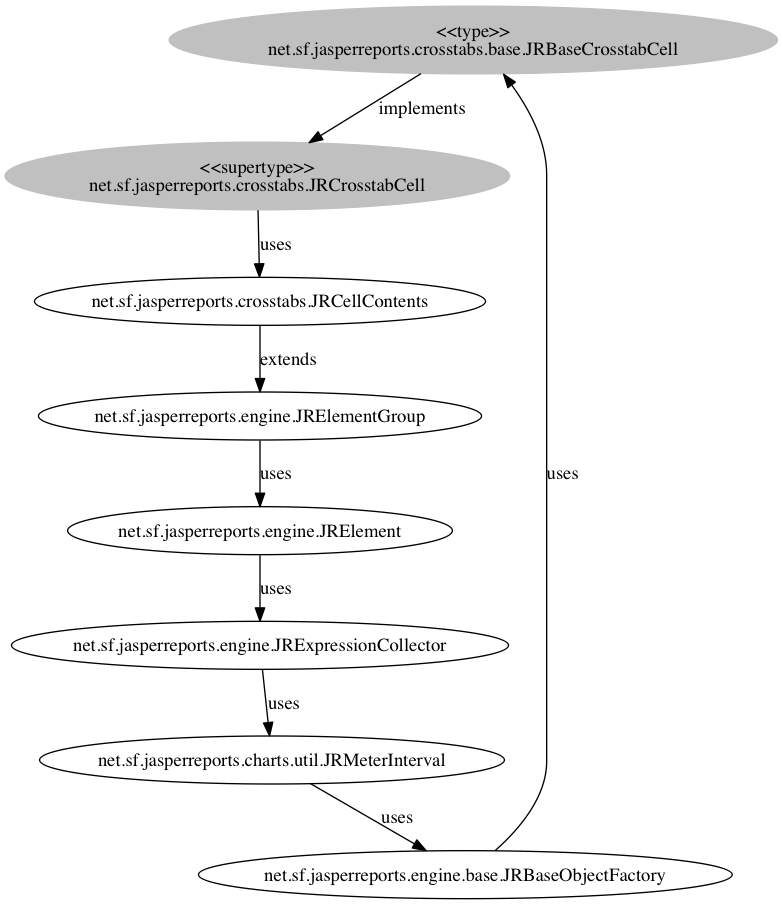 <<type>>
net.sf.jasperreports.crosstabs.base.JRBaseCrosstabCell
implements
<<supertype>>
net.sf.jasperreports.crosstabs.JRCrosstabCell
uses
net.sf.jasperreports.crosstabs.JRCellContents
extends
net.sf.jasperreports.engine.JRElementGroup
uses
uses
net.sf.jasperreports.engine.JRElement
uses
net.sf.jasperreports.engine.JRExpressionCollector
uses
net.sf.jasperreports.charts.util.JRMeterInterval
uses
net.sf.jasperreports.engine.base.JRBaseObjectFactory